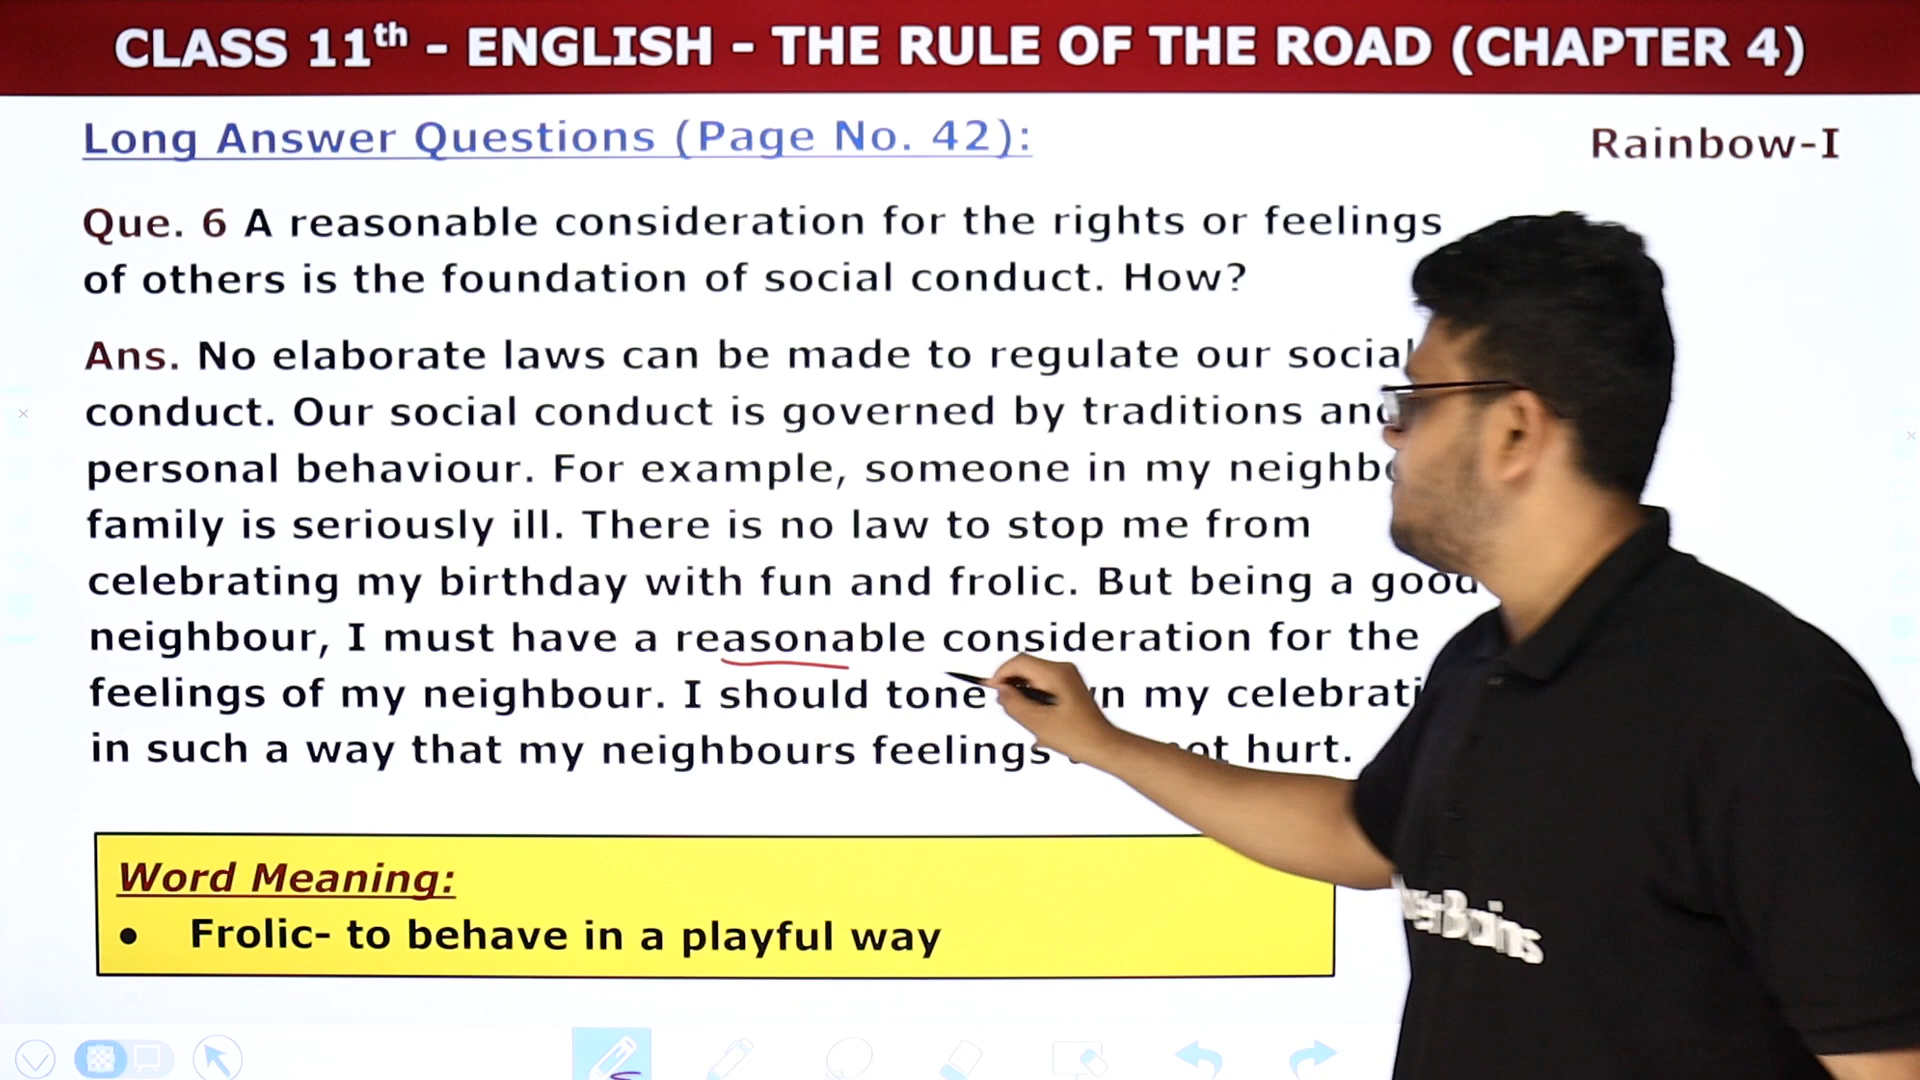 CLASS 11th - ENGLISH - THE RULE OF THE ROAD (CHAPTER 4)
Long Answer Questions (Page No. 42):
Rainbow-I
Que. 6 A reasonable consideration for the rights or feelings
of others is the foundation of social conduct. How?
Ans. No elaborate laws can be made to regulate our social
conduct. Our social conduct is governed by traditions and
personal behaviour. For example, someone in my
family is seriously ill. There is no law to stop me from
celebrating my birthday with fun and frolic. But being a good
neighbour, I must have a reasonable consideration for the
feelings of my neighbour. I should tone my
in such a way that my neighbours feelings not hurt.
Word Meaning:
• Frolic- to behave in a playful way